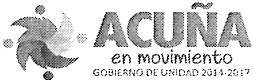 ACUÑA
en movimiento
GOBIERNO DE UNIDAD 2014-2017